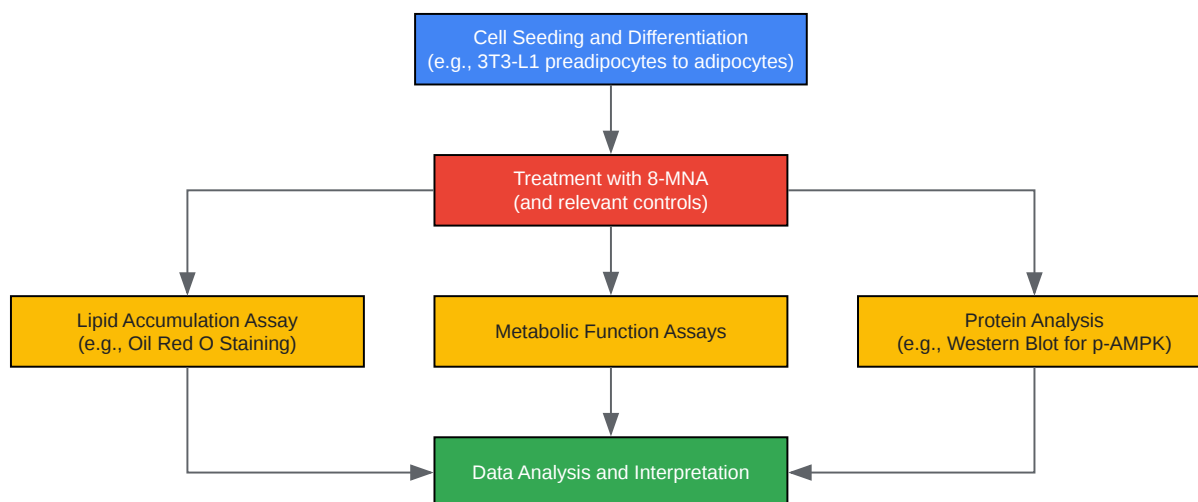 Cell Seeding and Differentiation
(e.g., 3T3-L1 preadipocytes to adipocytes)
Treatment with 8-MNA
(and relevant controls)
Lipid Accumulation Assay
(e.g., Oil Red O Staining)
Metabolic Function Assays
Protein Analysis
(e.g., Western Blot for p-AMPK)
Data Analysis and Interpretation